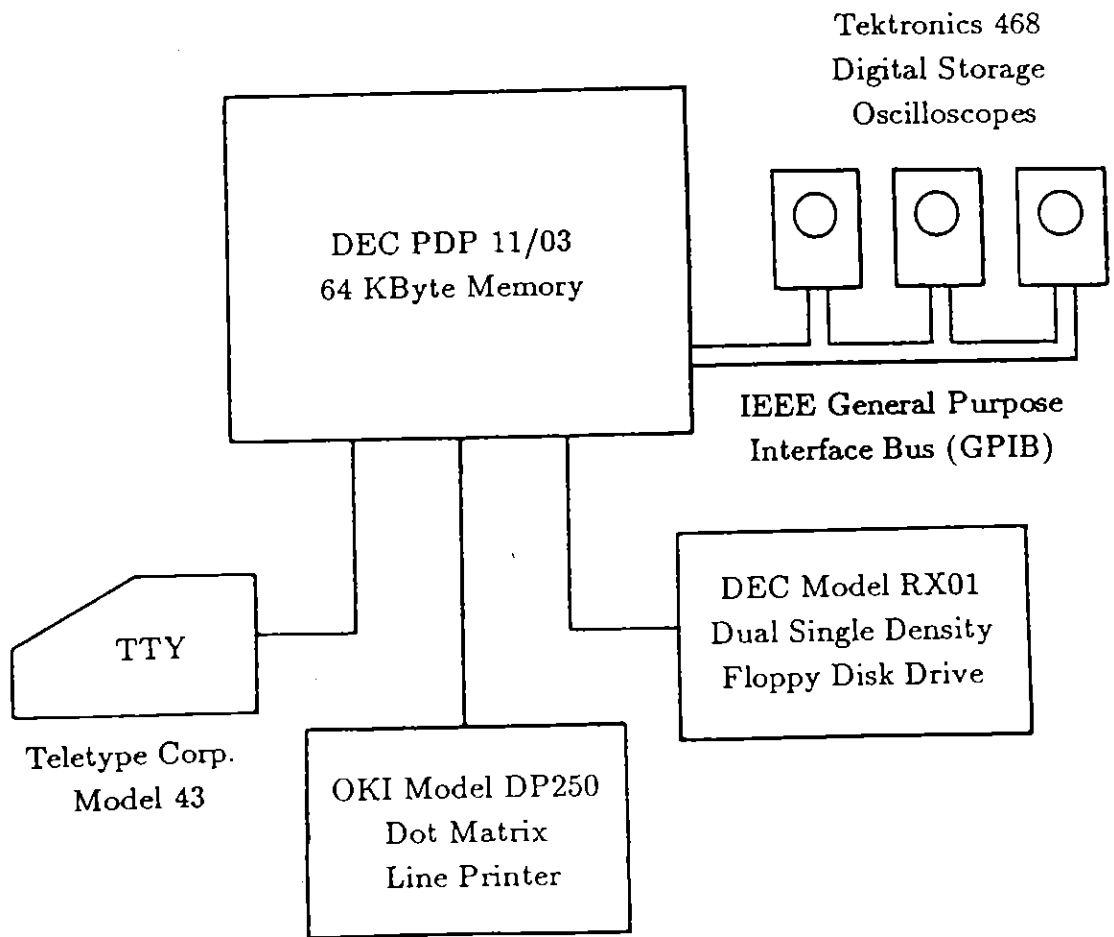 Tektronics 468
Digital Storage
Oscilloscopes
DEC PDP 11/03
64 KByte Memory
IEEE General Purpose
Interface Bus (GPIB)
DEC Model RX01
Dual Single Density
Floppy Disk Drive
TTY
Teletype Corp.
Model 43
OKI Model DP250
Dot Matrix
Line Printer